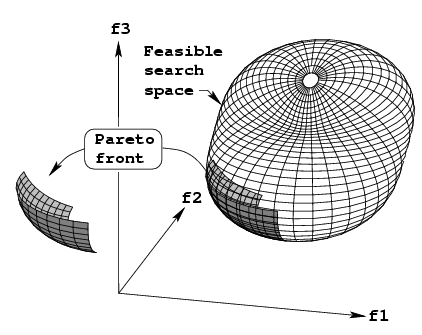 f3
Feasible
search
space
Pareto
front
f2
f1